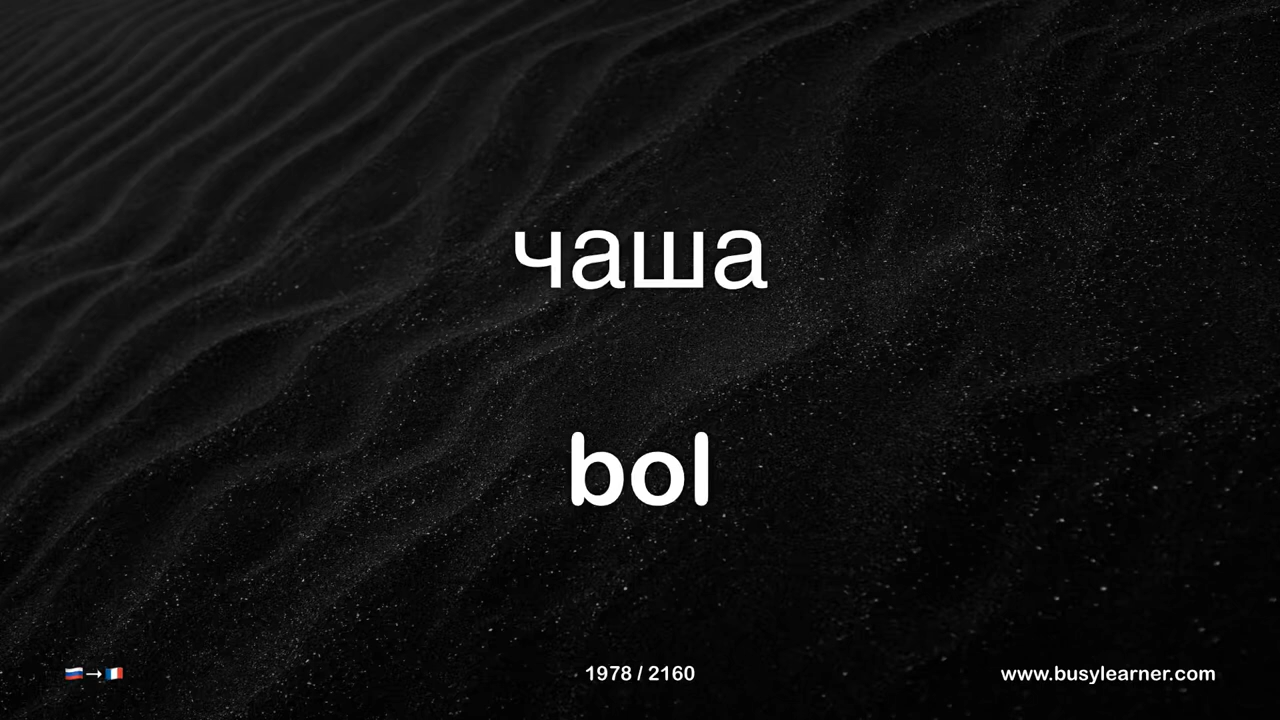 чаша
bol
🇷🇺→🇫🇷
1978 / 2160
www.busylearner.com